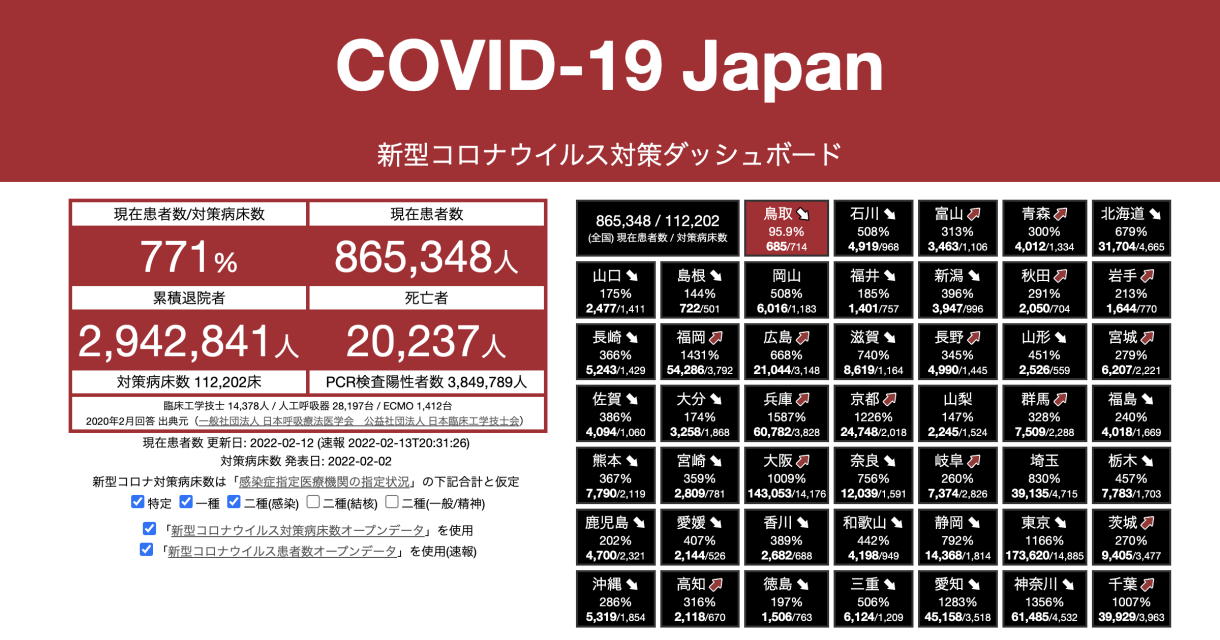 COVID-19 Japan
新型コロナウイルス対策ダッシュボード
現在患者数/対策病床数
現在患者数
771%
865,348人
累積退院者
死亡者
2,942,841人
20,237人
対策病床数 112,202床
PCR検査陽性者数 3,849,789人
臨床工学技士 14,378人 / 人工呼吸器 28,197台 / ECMO 1,412台
2020年2月回答 出典元（一般社団法人 日本呼吸療法医学会　公益社団法人 日本臨床工学技士会）
現在患者数 更新日: 2022-02-12 (速報 2022-02-13T20:31:26)
対策病床数 発表日: 2022-02-02
新型コロナ対策病床数は「感染症指定医療機関の指定状況」の下記合計と仮定
特定 一種 二種(感染) 二種(結核) 二種(一般/精神)
「新型コロナウイルス対策病床数オープンデータ」を使用
「新型コロナウイルス患者数オープンデータ」を使用(速報)
865,348 / 112,202
(全国) 現在患者数 / 対策病床数
鳥取
95.9%
685/714
石川
508%
4,919/968
富山
313%
3,463/1,106
青森
300%
4,012/1,334
北海道
679%
31,704/4,665
山口
175%
2,477/1,411
島根
144%
722/501
岡山
508%
6,016/1,183
福井
185%
1,401/757
新潟
396%
3,947/996
秋田
291%
2,050/704
岩手
213%
1,644/770
長崎
366%
5,243/1,429
福岡
1431%
54,286/3,792
広島
668%
21,044/3,148
滋賀
740%
8,619/1,164
長野
345%
4,990/1,445
山形
451%
2,526/559
宮城
279%
6,207/2,221
佐賀
386%
4,094/1,060
大分
174%
3,258/1,868
兵庫
1587%
60,782/3,828
京都
1226%
24,748/2,018
山梨
147%
2,245/1,524
群馬
328%
7,509/2,288
福島
240%
4,018/1,669
熊本
367%
7,790/2,119
宮崎
359%
2,809/781
大阪
1009%
143,053/14,176
奈良
756%
12,039/1,591
岐阜
260%
7,374/2,826
埼玉
830%
39,135/4,715
栃木
457%
7,783/1,703
鹿児島
202%
4,700/2,321
愛媛
407%
2,144/526
香川
389%
2,682/688
和歌山
442%
4,198/949
静岡
792%
14,368/1,814
東京
1166%
173,620/14,885
茨城
270%
9,405/3,477
沖縄
286%
5,319/1,854
高知
316%
2,118/670
徳島
197%
1,506/763
三重
506%
6,124/1,209
愛知
1283%
45,158/3,518
神奈川
1356%
61,485/4,532
千葉
1007%
39,929/3,963